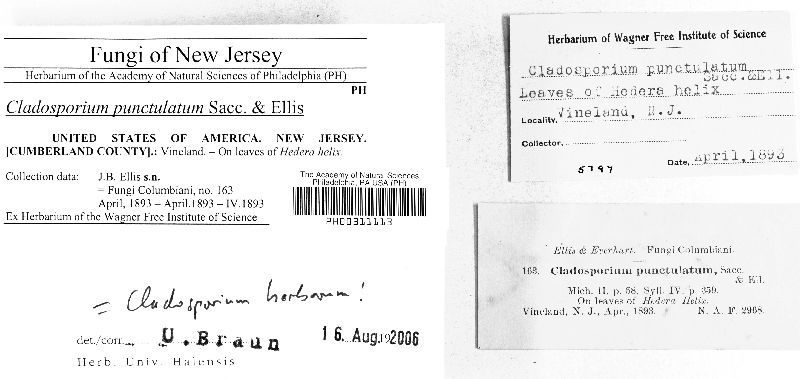 Fungi of New Jersey
Herbarium of the Academy of Natural Sciences of Philadelphia (PH)
PH
Cladosporium punctulatum Sacc. & Ellis
UNITED STATES OF AMERICA. NEW JERSEY.
[CUMBERLAND COUNTY].: Vineland. – On leaves of Hedera helix.
Collection data: J.B. Ellis s.n.
= Fungi Columbiani, no. 163
April, 1893 – April.1893 – IV.1893
Ex Herbarium of the Wagner Free Institute of Science
The Academy of Natural Sciences
Philadelphia, PA USA (PH)
PH00311113
= Cladosporium herbarum!
det./com. U. Braun 16. Aug. 19 2006
Herb. Univ. Halensis
Herbarium of Wagner Free Institute of Science
Cladosporium punctulatum
Sacc.&Ell.
Leaves of Hedera helix
Locality, Vineland, N.J.
Collector,
5797 Date, April, 1893
Ellis & Everhart. Fungi Columbiani.
163. Cladosporium punctulatum, Sacc.
& Ell.
Mich. II. p. 58. Syll. IV. p. 359.
On leaves of Hedera Helix.
Vineland, N. J., Apr., 1893. N. A. F. 2968.